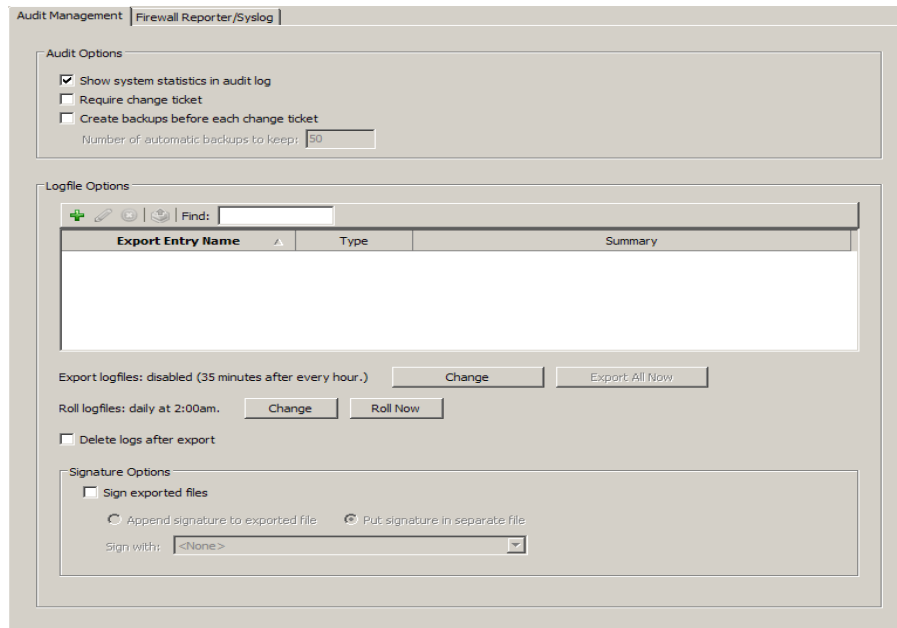 Audit Management Firewall Reporter/Syslog
Audit Options
Show system statistics in audit log
Require change ticket
Create backups before each change ticket
Number of automatic backups to keep: 50
Logfile Options
Find:
Export Entry Name Type Summary
Export logfiles: disabled (35 minutes after every hour.) Change Export All Now
Roll logfiles: daily at 2:00am. Change Roll Now
Delete logs after export
Signature Options
Sign exported files
Append signature to exported file Put signature in separate file
Sign with: <None>